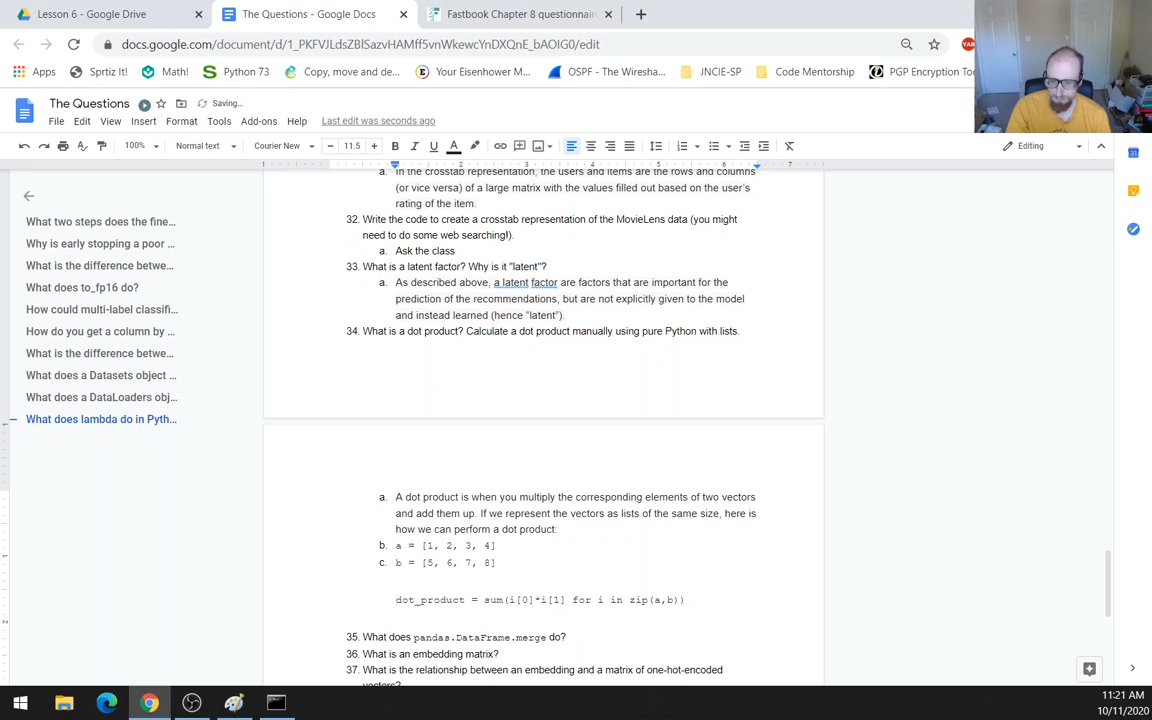 Lesson 6 - Google Drive
The Questions - Google Docs
Fastbook Chapter 8 questionnair
docs.google.com/document/d/1_PKFVJLdsZBlSazvHAMff5vnWkewcYnDXQnE_bAOIG0/edit
Apps
Sprtiz It!
Math!
Python 73
Copy, move and de...
Your Eisenhower M...
OSPF - The Wiresha...
JNCIE-SP
Code Mentorship
PGP Encryption Too
The Questions
Saving...
File Edit View Insert Format Tools Add-ons Help Last edit was seconds ago
100% Normal text Courier New 11.5 Editing
What two steps does the fine...
Why is early stopping a poor ...
What is the difference betwe...
What does to_fp16 do?
How could multi-label classifi...
How do you get a column by ...
What is the difference betwe...
What does a Datasets object ...
What does a DataLoaders obj...
What does lambda do in Pyth...
a. In the crosstab representation, the users and items are the rows and columns
(or vice versa) of a large matrix with the values filled out based on the user's
rating of the item.
32. Write the code to create a crosstab representation of the MovieLens data (you might
need to do some web searching!).
a. Ask the class
33. What is a latent factor? Why is it "latent"?
a. As described above, a latent factor are factors that are important for the
prediction of the recommendations, but are not explicitly given to the model
and instead learned (hence "latent").
34. What is a dot product? Calculate a dot product manually using pure Python with lists.
a. A dot product is when you multiply the corresponding elements of two vectors
and add them up. If we represent the vectors as lists of the same size, here is
how we can perform a dot product:
b. a = [1, 2, 3, 4]
c. b = [5, 6, 7, 8]
dot_product = sum(i[0]*i[1] for i in zip(a,b))
35. What does pandas.DataFrame.merge do?
36. What is an embedding matrix?
37. What is the relationship between an embedding and a matrix of one-hot-encoded
vectors?
11:21 AM
10/11/2020